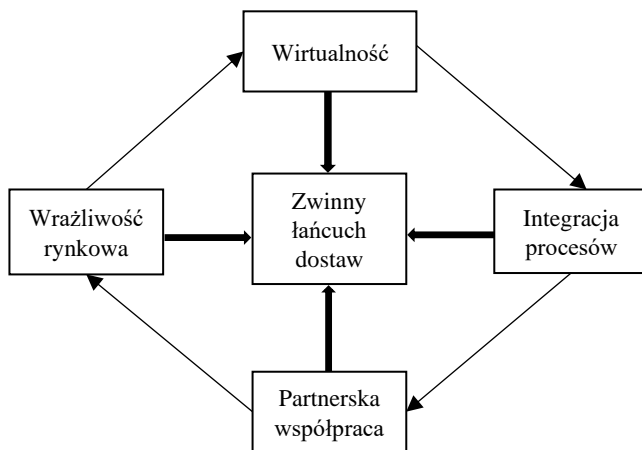 Wirtualność
Wrażliwość
rynkowa
Zwinny
łańcuch
dostaw
Integracja
procesów
Partnerska
współpraca